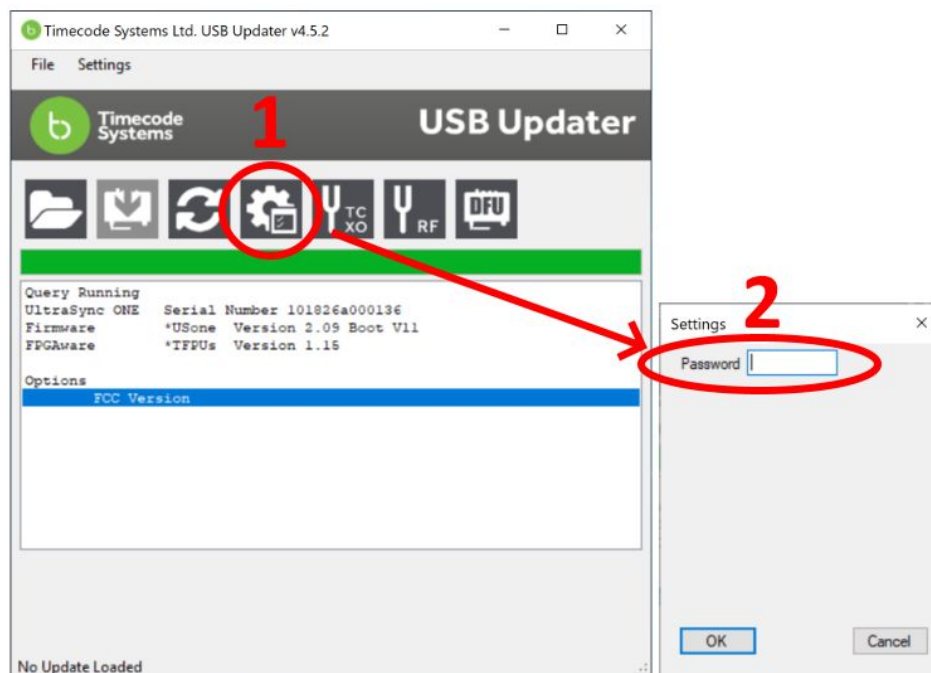 Timecode Systems Ltd. USB Updater v4.5.2
File Settings
b Timecode Systems
USB Updater
1
TC XO
RF
DFU
Query Running
UltraSync ONE Serial Number 101826a000136
Firmware *USone Version 2.09 Boot V11
FPGAware *TFPUs Version 1.15
Options
FCC Version
No Update Loaded
2
Settings
Password
OK Cancel